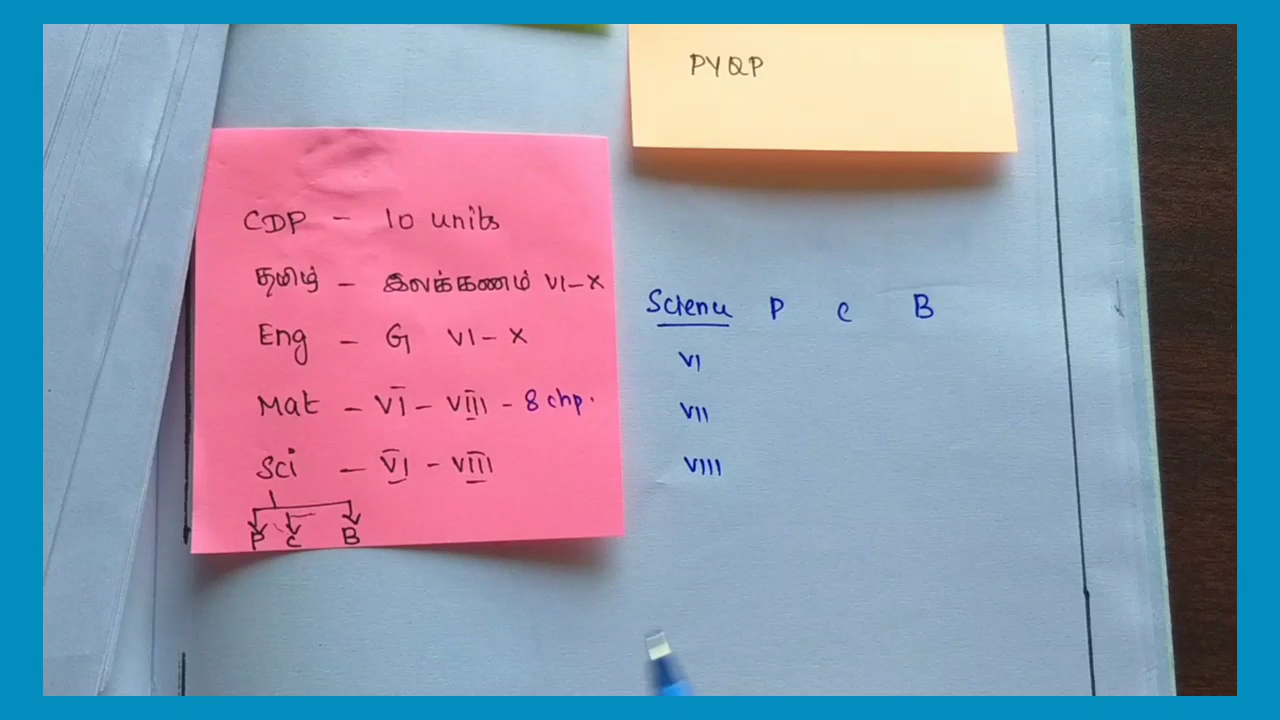 PYQP
CDP - 10 units
தமிழ் - இலக்கணம் VI-X
Eng - G VI-X
Mat - VI - VIII - 8 chp.
Sci - VI - VIII
P C B
Science P C B
VI
VII
VIII